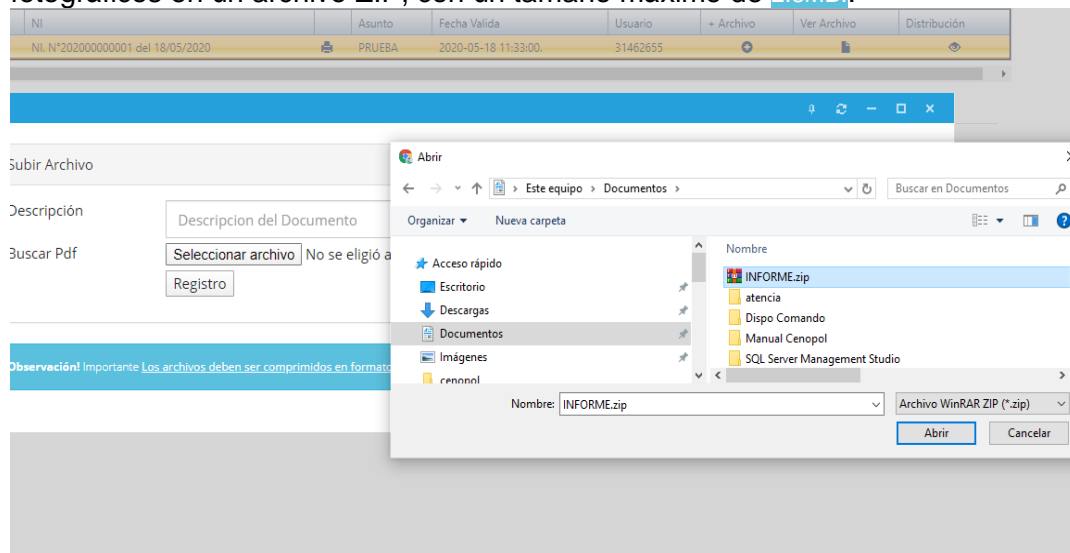 fotográficos en un archivo ZIP, con un tamaño máximo de
NI Asunto Fecha Valida Usuario + Archivo Ver Archivo Distribución
NI. N°202000000001 del 18/05/2020 PRUEBA 2020-05-18 11:33:00. 31462655
Subir Archivo
Descripción Descripcion del Documento
Buscar Pdf Seleccionar archivo No se eligió a
Registro
Observación! Importante Los archivos deben ser comprimidos en formato
Abrir
Este equipo > Documentos > Buscar en Documentos
Organizar Nueva carpeta
Nombre
Acceso rápido
Escritorio
Descargas
Documentos
Imágenes
cenopol
INFORME.zip
atencia
Dispo Comando
Manual Cenopol
SQL Server Management Studio
Nombre: INFORME.zip Archivo WinRAR ZIP (*.zip)
Abrir Cancelar